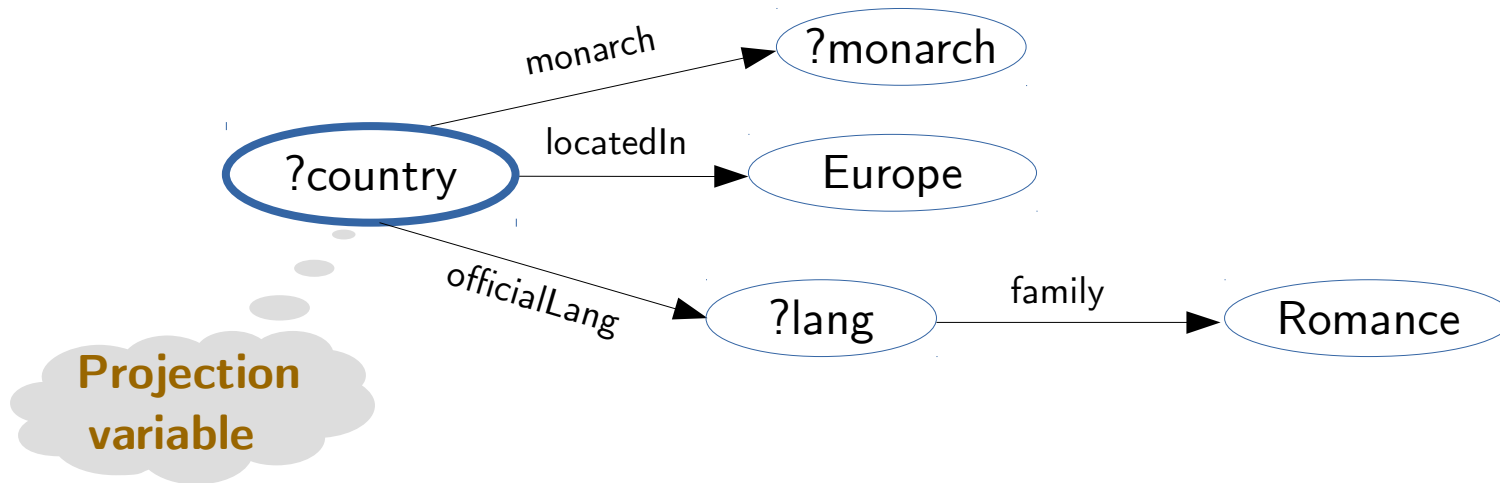 monarch
?monarch
locatedIn
?country
Europe
officialLang
?lang
family
Romance
Projection
variable